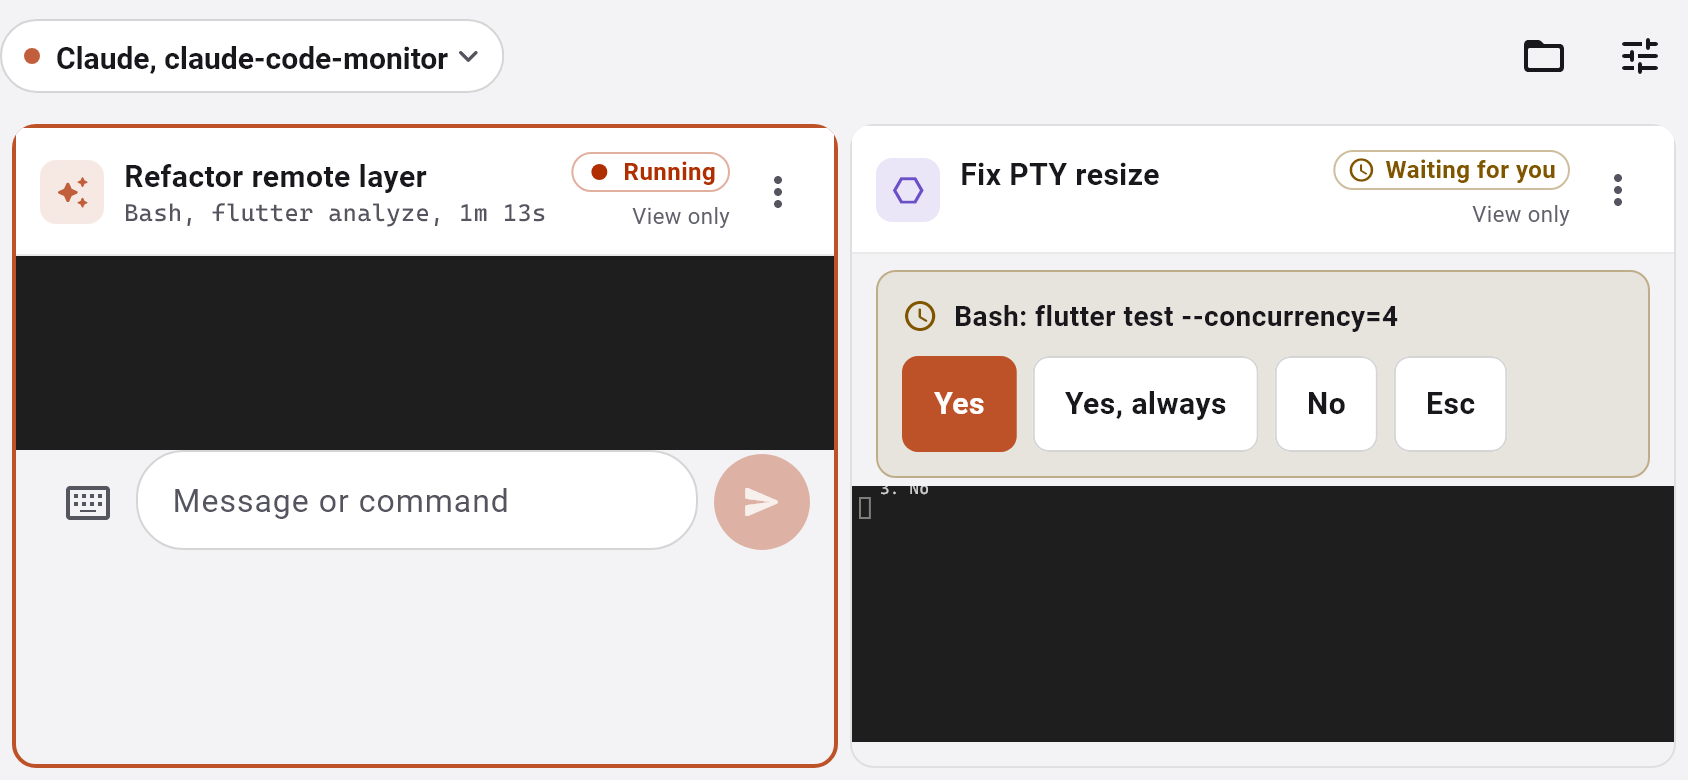 Claude, claude-code-monitor
Refactor remote layer
Running
Bash, flutter analyze, 1m 13s
View only
Message or command
Fix PTY resize
Waiting for you
View only
Bash: flutter test --concurrency=4
Yes
Yes, always
No
Esc
3. No